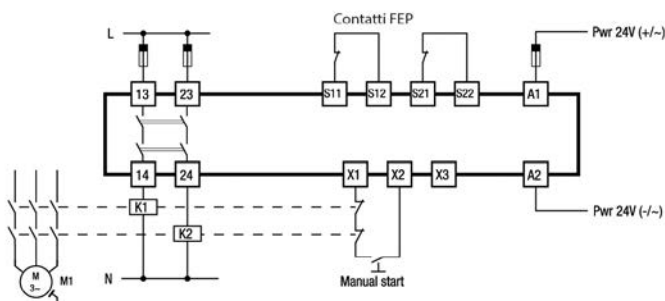 Contatti FEP
L
Pwr 24V (+/~)
13 23 S11 S12 S21 S22 A1
14 24 X1 X2 X3 A2
K1
Pwr 24V (-/~)
K2
M
3~
M1
N
Manual start